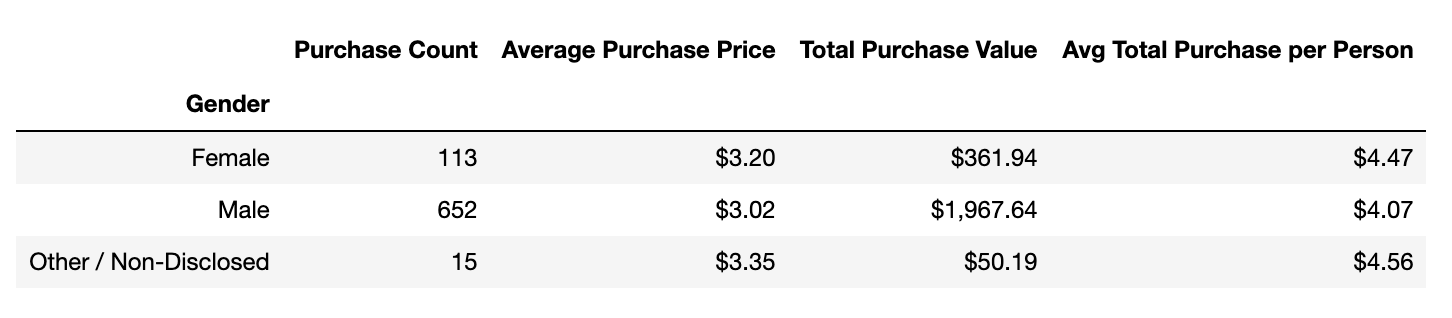 Purchase Count Average Purchase Price Total Purchase Value Avg Total Purchase per Person
Gender
Female 113 $3.20 $361.94 $4.47
Male 652 $3.02 $1,967.64 $4.07
Other / Non-Disclosed 15 $3.35 $50.19 $4.56